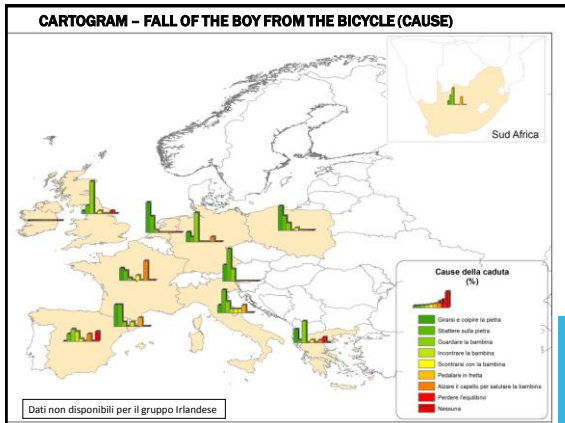 CARTOGRAM – FALL OF THE BOY FROM THE BICYCLE (CAUSE)
Sud Africa
Cause della caduta
(%)
Girarsi e colpire la pietra
Sbattere sulla pietra
Guardare la bambina
Incontrare la bambina
Scontrarsi con la bambina
Pedalare in fretta
Alzare il capello per salutare la bambina
Perdere l'equilibrio
Nessuna
Dati non disponibili per il gruppo Irlandese